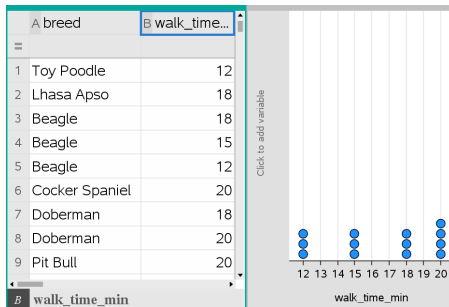 A breed B walk_time...
=
1 Toy Poodle 12
2 Lhasa Apso 18
3 Beagle 18
4 Beagle 15
5 Beagle 12
6 Cocker Spaniel 20
7 Doberman 18
8 Doberman 20
9 Pit Bull 20
B walk_time_min
Click to add variable
12 13 14 15 16 17 18 19 20
walk_time_min